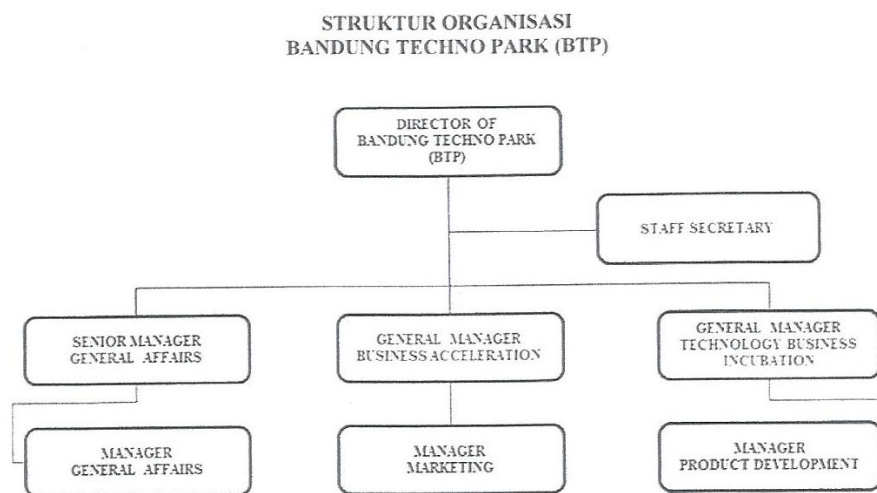 STRUKTUR ORGANISASI
BANDUNG TECHNO PARK (BTP)
DIRECTOR OF
BANDUNG TECHNO PARK
(BTP)
STAFF SECRETARY
SENIOR MANAGER
GENERAL AFFAIRS
GENERAL MANAGER
BUSINESS ACCELERATION
GENERAL MANAGER
TECHNOLOGY BUSINESS
INCUBATION
MANAGER
GENERAL AFFAIRS
MANAGER
MARKETING
MANAGER
PRODUCT DEVELOPMENT